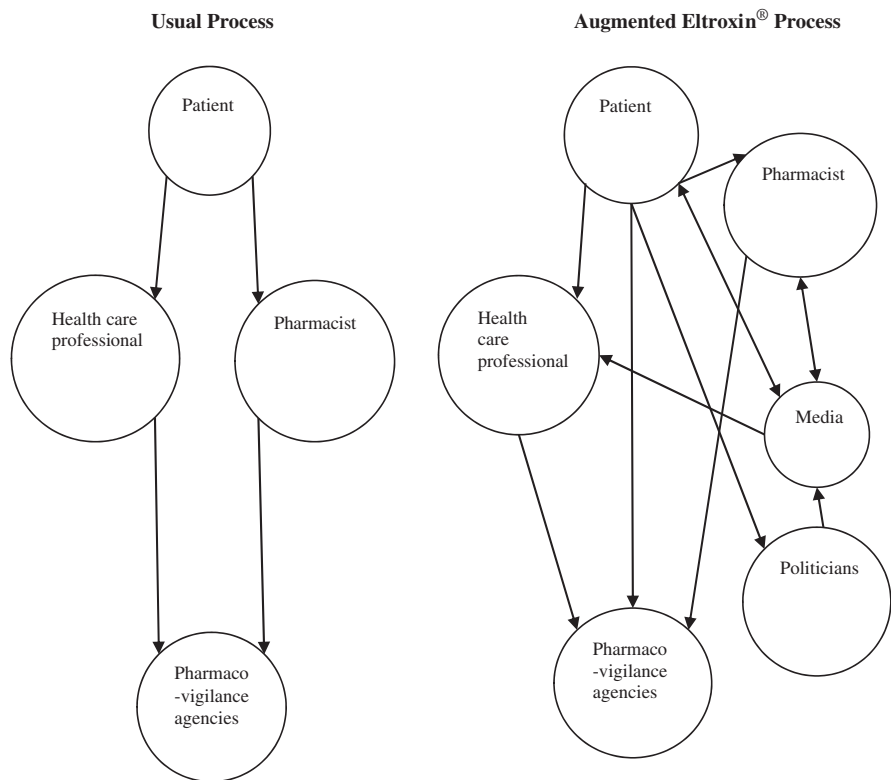 Usual Process
Patient
Health care
professional
Pharmacist
Pharmaco
-vigilance
agencies
Augmented Eltroxin® Process
Patient
Pharmacist
Health
care
professional
Media
Politicians
Pharmaco
-vigilance
agencies